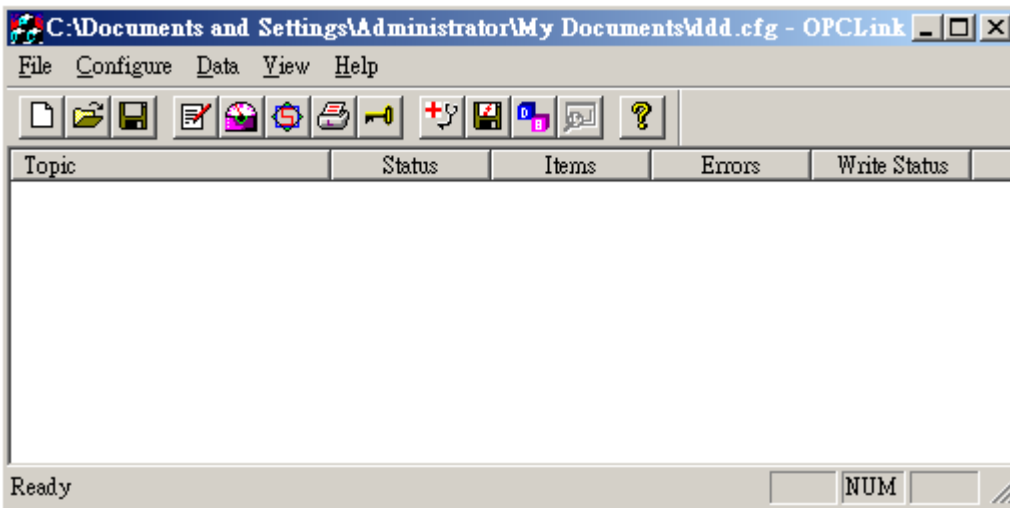 C:\Documents and Settings\Administrator\My Documents\ddd.cfg - OPCLink
File Configure Data View Help
Topic Status Items Errors Write Status
Ready NUM